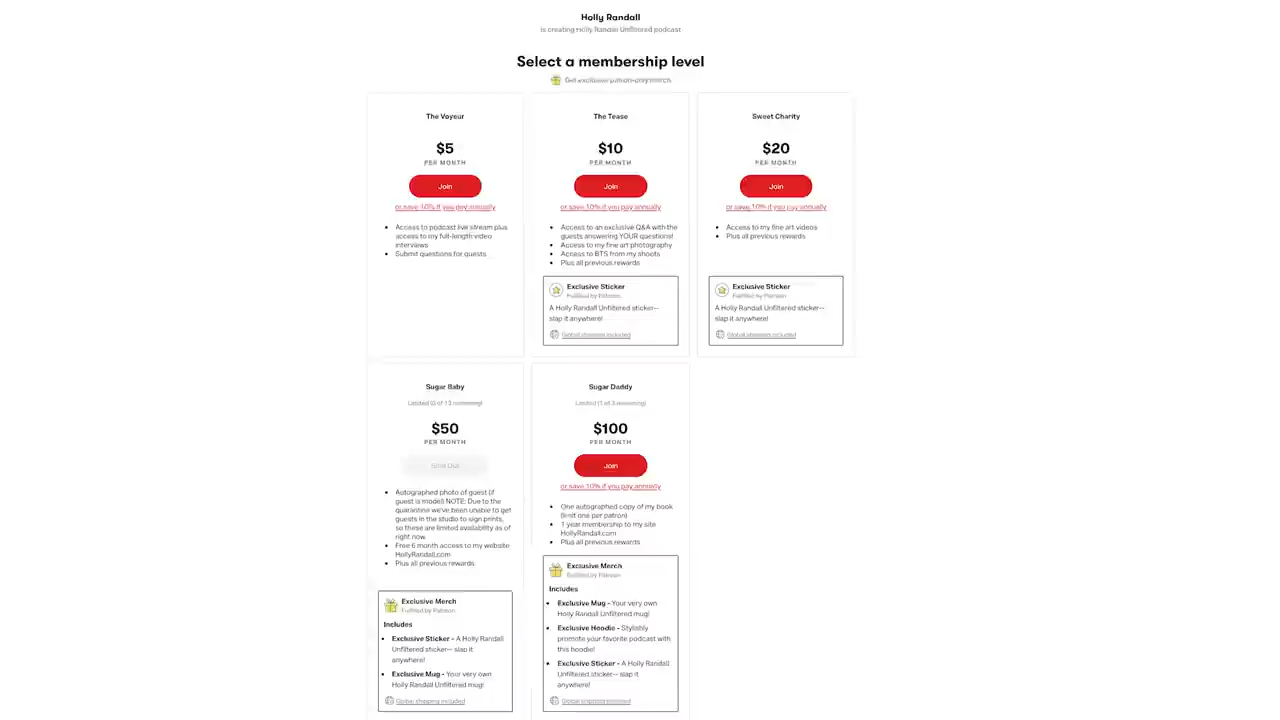 Holly Randall
is creating Holly Randall Unfiltered podcast
Select a membership level
Get exclusive patron-only merch
The Voyeur
$5
PER MONTH
Join
or save 10% if you pay annually
Access to podcast live stream plus
access to my full-length video
interviews
Submit questions for guests
The Tease
$10
PER MONTH
Join
or save 10% if you pay annually
Access to an exclusive Q&A with the
guests answering YOUR questions!
Access to my fine art photography
Access to BTS from my shoots
Plus all previous rewards
Exclusive Sticker
Fulfilled by Patreon
A Holly Randall Unfiltered sticker—
slap it anywhere!
Global shipping included
Sweet Charity
$20
PER MONTH
Join
or save 10% if you pay annually
Access to my fine art videos
Plus all previous rewards
Exclusive Sticker
Fulfilled by Patreon
A Holly Randall Unfiltered sticker—
slap it anywhere!
Global shipping included
Sugar Baby
Limited (0 of 13 remaining)
$50
PER MONTH
Sold Out
Autographed photo of guest (if
guest is model) NOTE: Due to the
quarantine we've been unable to get
guests in the studio to sign prints,
so these are limited availability as of
right now.
Free 6 month access to my website
HollyRandall.com
Plus all previous rewards
Exclusive Merch
Fulfilled by Patreon
Includes
Exclusive Sticker – A Holly Randall
Unfiltered sticker— slap it
anywhere!
Exclusive Mug – Your very own
Holly Randall Unfiltered mug!
Global shipping included
Sugar Daddy
Limited (1 of 3 remaining)
$100
PER MONTH
Join
or save 10% if you pay annually
One autographed copy of my book
(limit one per patron)
1 year membership to my site
HollyRandall.com
Plus all previous rewards
Exclusive Merch
Fulfilled by Patreon
Includes
Exclusive Mug – Your very own
Holly Randall Unfiltered mug!
Exclusive Hoodie – Stylishly
promote your favorite podcast with
this hoodie!
Exclusive Sticker – A Holly Randall
Unfiltered sticker— slap it
anywhere!
Global shipping included